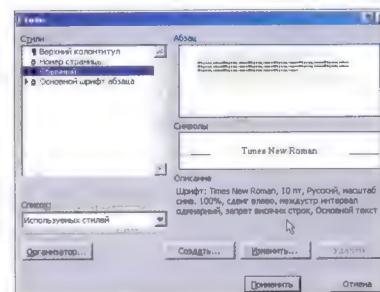 Стиль
Стили
Абзац
¶ Верхний колонтитул
a Номер страницы
¶ Обычный
a Основной шрифт абзаца
Символы
Times New Roman
Описание
Шрифт: Times New Roman, 10 пт, Русский, масштаб
симв. 100%, сдвиг влево, междустр интервал
одинарный, запрет висячих строк, Основной текст
Список:
Используемых стилей
Организатор...
Создать...
Изменить...
Удалить
Применить
Отмена